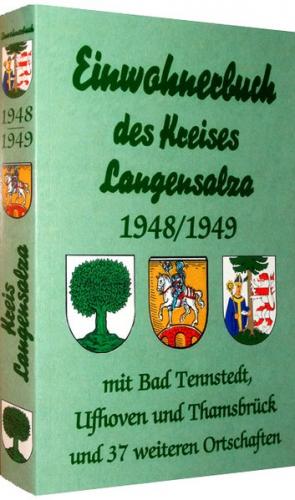 Einwohnerbuch
des Kreises
Langensalza
1948/1949
mit Bad Tennstedt,
Ufhoven und Thamsbrück
und 37 weiteren Ortschaften
Einwohnerbuch
1948
1949
Kreis
Langensalza